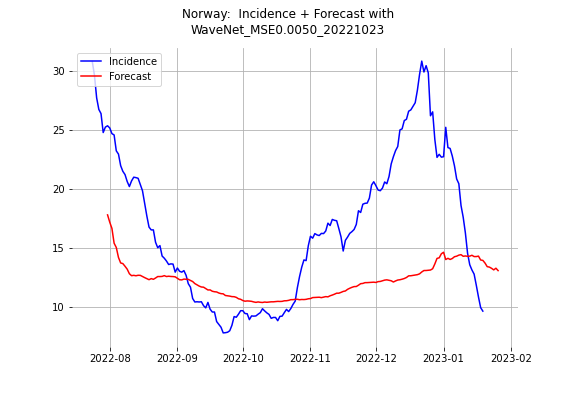 Norway:  Incidence + Forecast with
WaveNet_MSE0.0050_20221023
Incidence
Forecast
30
25
20
15
10
2022-08 2022-09 2022-10 2022-11 2022-12 2023-01 2023-02